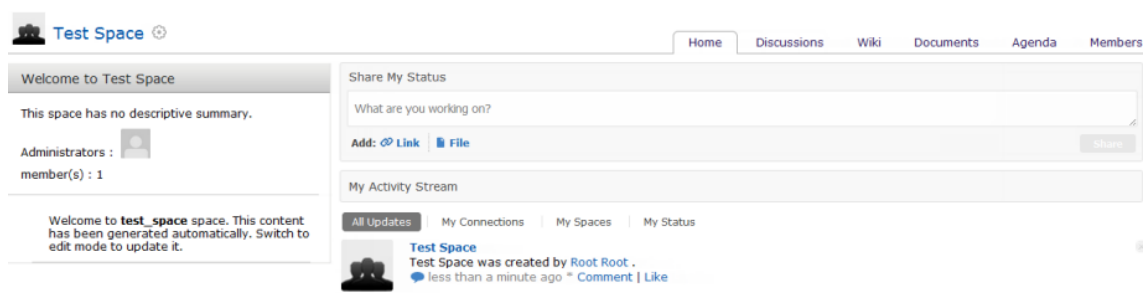 Test Space
Home Discussions Wiki Documents Agenda Members
Welcome to Test Space
This space has no descriptive summary.
Administrators :
member(s) : 1
Welcome to test_space space. This content
has been generated automatically. Switch to
edit mode to update it.
Share My Status
What are you working on?
Add: Link File
Share
My Activity Stream
All Updates My Connections My Spaces My Status
Test Space
Test Space was created by Root Root .
less than a minute ago " Comment | Like